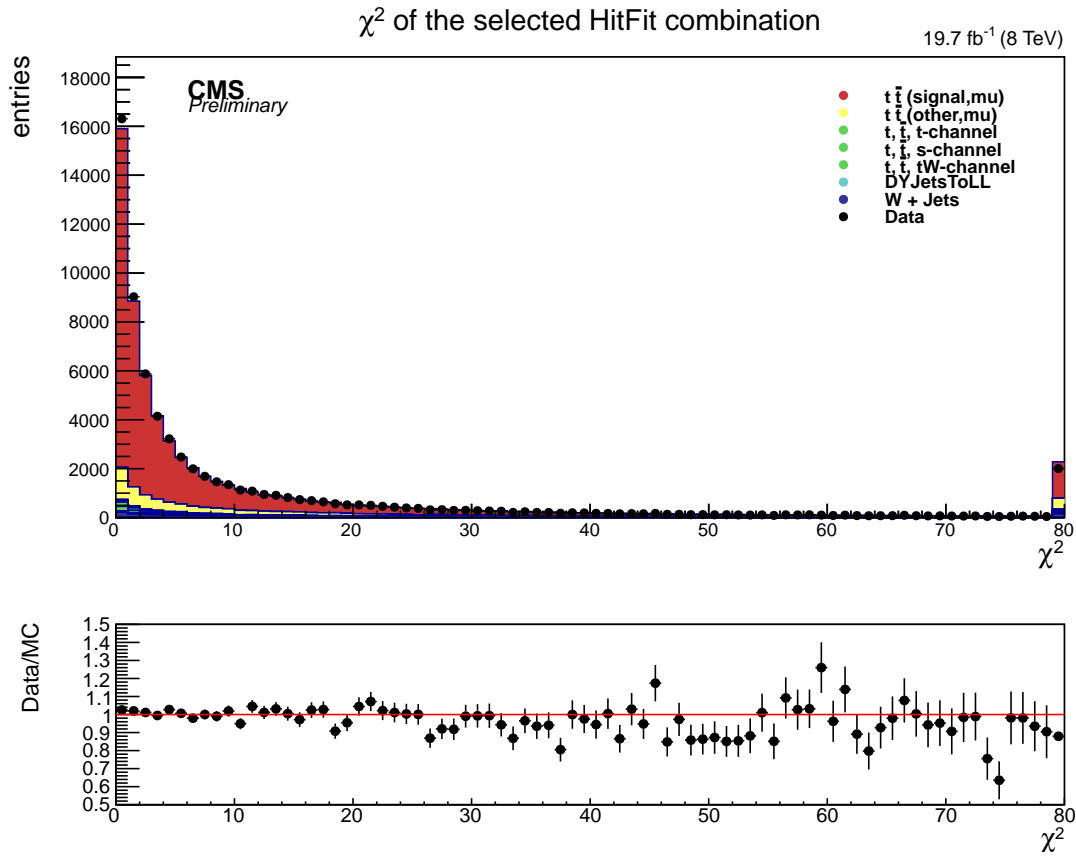 χ² of the selected HitFit combination
19.7 fb⁻¹ (8 TeV)
CMS
Preliminary
entries
18000
16000
14000
12000
10000
8000
6000
4000
2000
0
t t̄ (signal,mu)
t t̄ (other,mu)
t, t̄, t-channel
t, t̄, s-channel
t, t̄, tW-channel
DYJetsToLL
W + Jets
Data
0 10 20 30 40 50 60 70 80
χ²
Data/MC
1.5
1.4
1.3
1.2
1.1
1
0.9
0.8
0.7
0.6
0.5
0 10 20 30 40 50 60 70 80
χ²